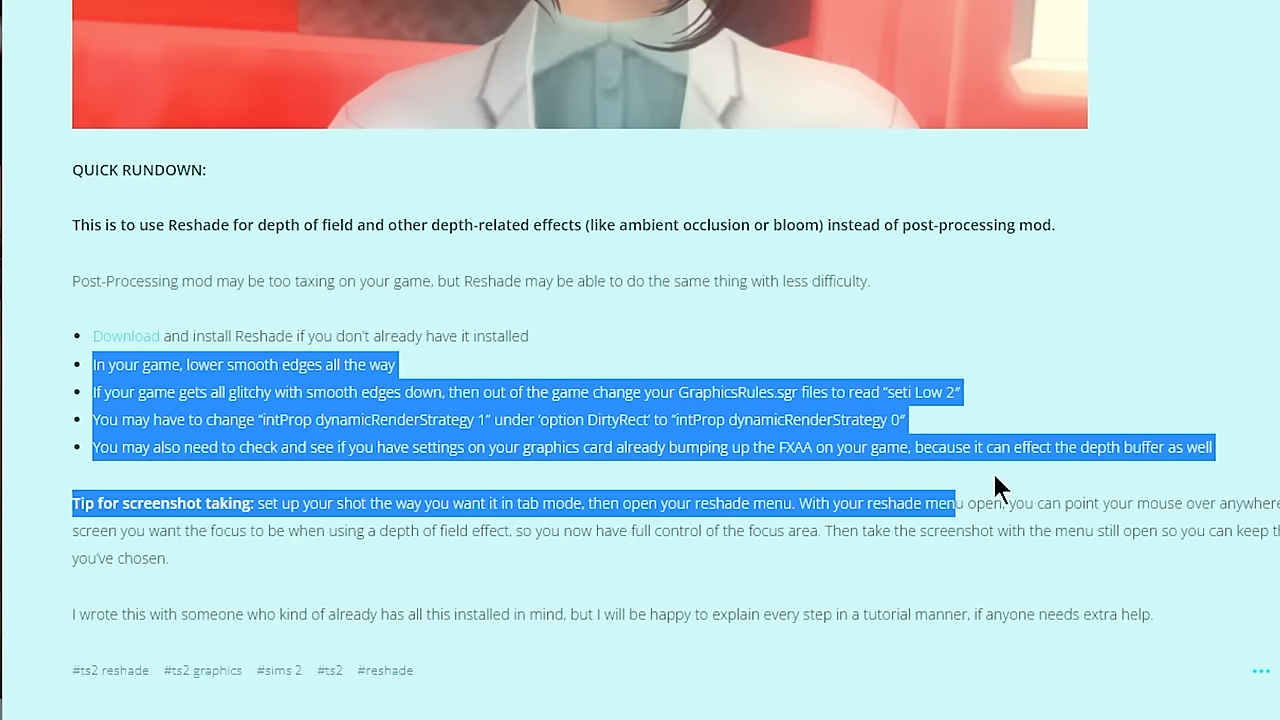 QUICK RUNDOWN:
This is to use Reshade for depth of field and other depth-related effects (like ambient occlusion or bloom) instead of post-processing mod.
Post-Processing mod may be too taxing on your game, but Reshade may be able to do the same thing with less difficulty.
Download and install Reshade if you don’t already have it installed
In your game, lower smooth edges all the way
If your game gets all glitchy with smooth edges down, then out of the game change your GraphicsRules.sgr files to read “seti Low 2”
You may have to change “intProp dynamicRenderStrategy 1” under ‘option DirtyRect’ to “intProp dynamicRenderStrategy 0”
You may also need to check and see if you have settings on your graphics card already bumping up the FXAA on your game, because it can effect the depth buffer as well
Tip for screenshot taking: set up your shot the way you want it in tab mode, then open your reshade menu. With your reshade menu open, you can point your mouse over anywhere
screen you want the focus to be when using a depth of field effect, so you now have full control of the focus area. Then take the screenshot with the menu still open so you can keep
you’ve chosen.
I wrote this with someone who kind of already has all this installed in mind, but I will be happy to explain every step in a tutorial manner, if anyone needs extra help.
#ts2 reshade #ts2 graphics #sims 2 #ts2 #reshade